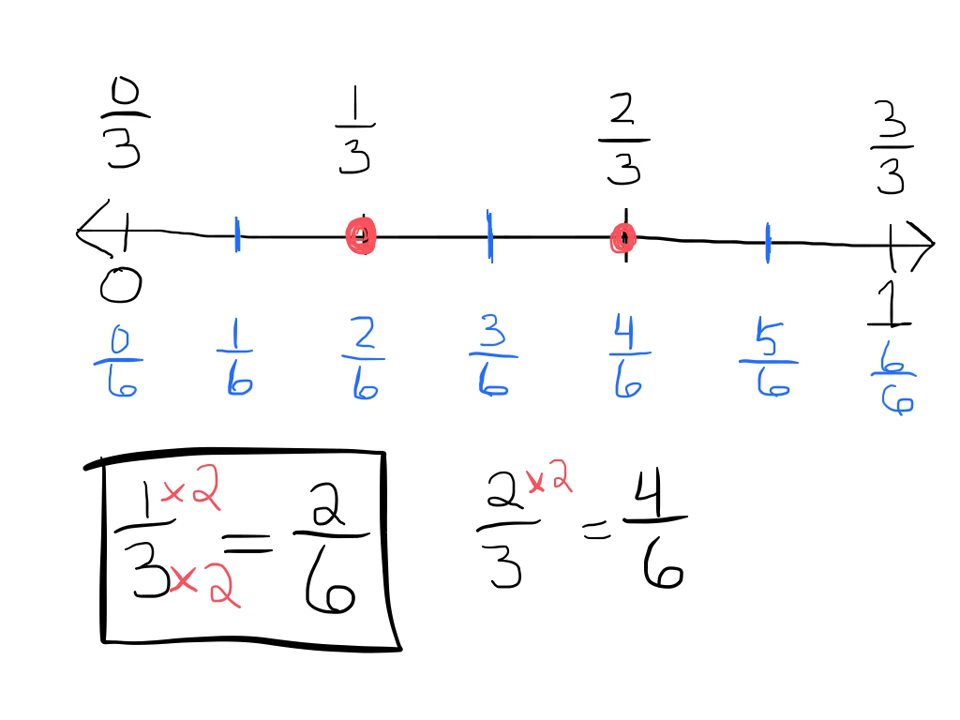 0/3 1/3 2/3 3/3
0 1
0/6 1/6 2/6 3/6 4/6 5/6 6/6
1×2/3×2 = 2/6 2×2/3 = 4/6